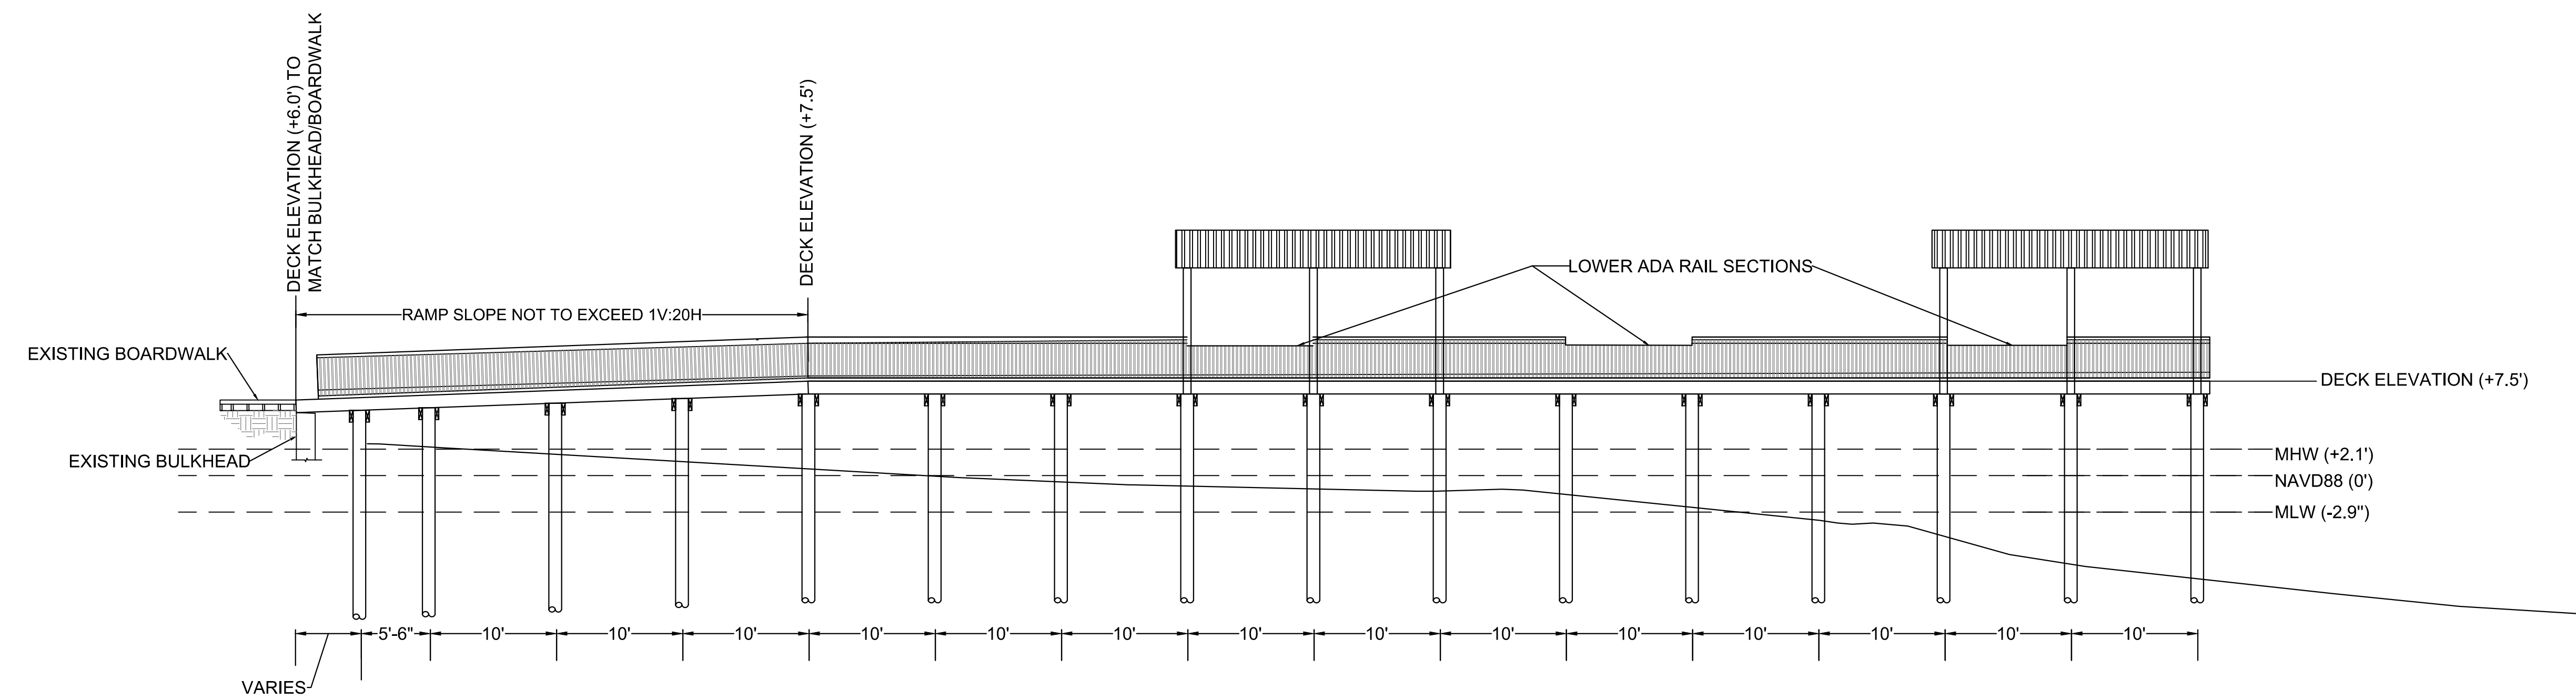 DECK ELEVATION (+6.0') TO
MATCH BULKHEAD/BOARDWALK
DECK ELEVATION (+7.5')
LOWER ADA RAIL SECTIONS
RAMP SLOPE NOT TO EXCEED 1V:20H
EXISTING BOARDWALK
DECK ELEVATION (+7.5')
EXISTING BULKHEAD
MHW (+2.1')
NAVD88 (0')
MLW (-2.9")
5'-6" 10' 10' 10' 10' 10' 10' 10' 10' 10' 10' 10' 10' 10' 10'
VARIES